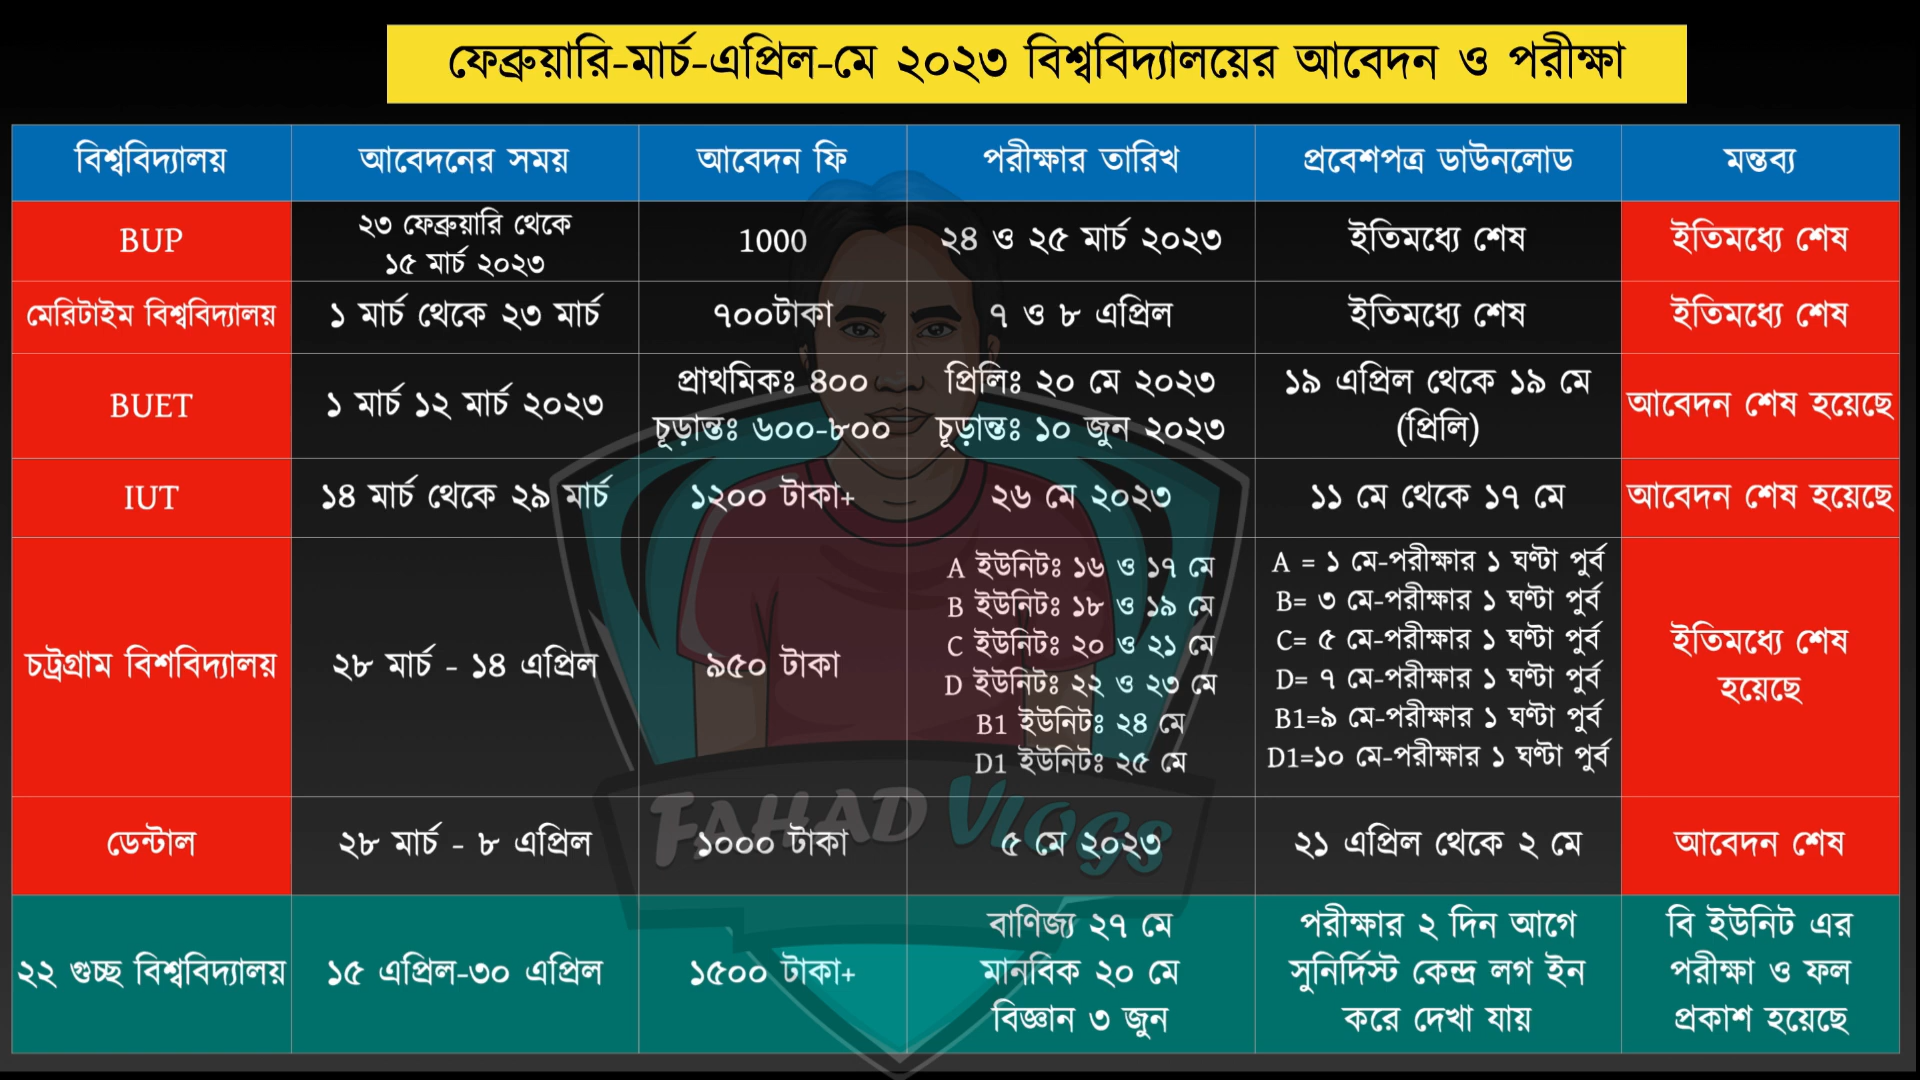 ফেব্রুয়ারি-মার্চ-এপ্রিল-মে ২০২৩ বিশ্ববিদ্যালয়ের আবেদন ও পরীক্ষা
বিশ্ববিদ্যালয় আবেদনের সময় আবেদন ফি পরীক্ষার তারিখ প্রবেশপত্র ডাউনলোড মন্তব্য
BUP
২৩ ফেব্রুয়ারি থেকে
১৫ মার্চ ২০২৩
1000
২৪ ও ২৫ মার্চ ২০২৩
ইতিমধ্যে শেষ
ইতিমধ্যে শেষ
মেরিটাইম বিশ্ববিদ্যালয়
১ মার্চ থেকে ২৩ মার্চ
৭০০টাকা
৭ ও ৮ এপ্রিল
ইতিমধ্যে শেষ
ইতিমধ্যে শেষ
BUET
১ মার্চ ১২ মার্চ ২০২৩
প্রাথমিকঃ ৪০০
চূড়ান্তঃ ৬০০-৮০০
প্রিলিঃ ২০ মে ২০২৩
চূড়ান্তঃ ১০ জুন ২০২৩
১৯ এপ্রিল থেকে ১৯ মে
(প্রিলি)
আবেদন শেষ হয়েছে
IUT
১৪ মার্চ থেকে ২৯ মার্চ
১২০০ টাকা+
২৬ মে ২০২৩
১১ মে থেকে ১৭ মে
আবেদন শেষ হয়েছে
চট্রগ্রাম বিশবিদ্যালয়
২৮ মার্চ - ১৪ এপ্রিল
৯৫০ টাকা
A ইউনিটঃ ১৬ ও ১৭ মে
B ইউনিটঃ ১৮ ও ১৯ মে
C ইউনিটঃ ২০ ও ২১ মে
D ইউনিটঃ ২২ ও ২৩ মে
B1 ইউনিটঃ ২৪ মে
D1 ইউনিটঃ ২৫ মে
A = ১ মে-পরীক্ষার ১ ঘণ্টা পুর্ব
B= ৩ মে-পরীক্ষার ১ ঘণ্টা পুর্ব
C= ৫ মে-পরীক্ষার ১ ঘণ্টা পুর্ব
D= ৭ মে-পরীক্ষার ১ ঘণ্টা পুর্ব
B1=৯ মে-পরীক্ষার ১ ঘণ্টা পুর্ব
D1=১০ মে-পরীক্ষার ১ ঘণ্টা পুর্ব
ইতিমধ্যে শেষ
হয়েছে
ডেন্টাল
২৮ মার্চ - ৮ এপ্রিল
১০০০ টাকা
৫ মে ২০২৩
২১ এপ্রিল থেকে ২ মে
আবেদন শেষ
FAHAD Vlogs
২২ গুচ্ছ বিশ্ববিদ্যালয়
১৫ এপ্রিল-৩০ এপ্রিল
১৫০০ টাকা+
বাণিজ্য ২৭ মে
মানবিক ২০ মে
বিজ্ঞান ৩ জুন
পরীক্ষার ২ দিন আগে
সুনির্দিস্ট কেন্দ্র লগ ইন
করে দেখা যায়
বি ইউনিট এর
পরীক্ষা ও ফল
প্রকাশ হয়েছে